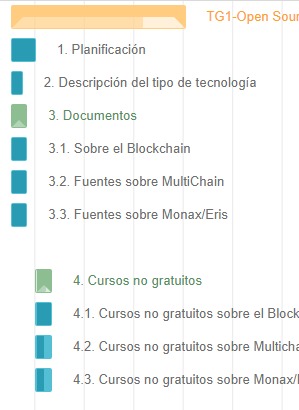 TG1-Open Sour
1. Planificación
2. Descripción del tipo de tecnología
3. Documentos
3.1. Sobre el Blockchain
3.2. Fuentes sobre MultiChain
3.3. Fuentes sobre Monax/Eris
4. Cursos no gratuitos
4.1. Cursos no gratuitos sobre el Block
4.2. Cursos no gratuitos sobre Multicha
4.3. Cursos no gratuitos sobre Monax/